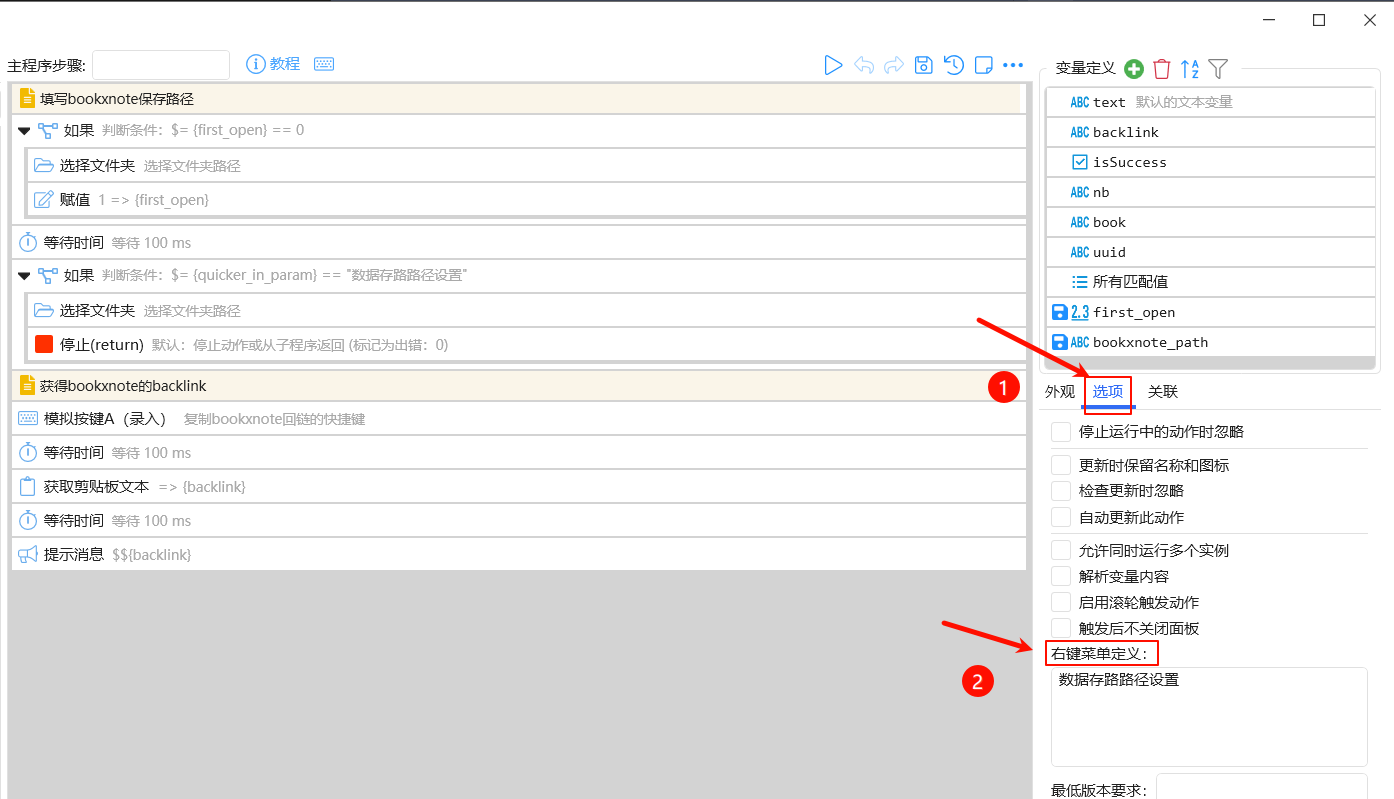 主程序步骤:
教程
填写bookxnote保存路径
如果 判断条件: $= {first_open} == 0
选择文件夹 选择文件夹路径
赋值 1 => {first_open}
等待时间 等待 100 ms
如果 判断条件: $= {quicker_in_param} == "数据存路路径设置"
选择文件夹 选择文件夹路径
停止(return) 默认：停止动作或从子程序返回 (标记为出错：0)
获得bookxnote的backlink
模拟按键A（录入） 复制bookxnote回链的快捷键
等待时间 等待 100 ms
获取剪贴板文本 => {backlink}
等待时间 等待 100 ms
提示消息 $${backlink}
变量定义
ABC text 默认的文本变量
ABC backlink
isSuccess
ABC nb
ABC book
ABC uuid
所有匹配值
2.3 first_open
ABC bookxnote_path
1
外观 选项 关联
停止运行中的动作时忽略
更新时保留名称和图标
检查更新时忽略
自动更新此动作
允许同时运行多个实例
解析变量内容
启用滚轮触发动作
触发后不关闭面板
右键菜单定义：
2
数据存路路径设置
最低版本要求：